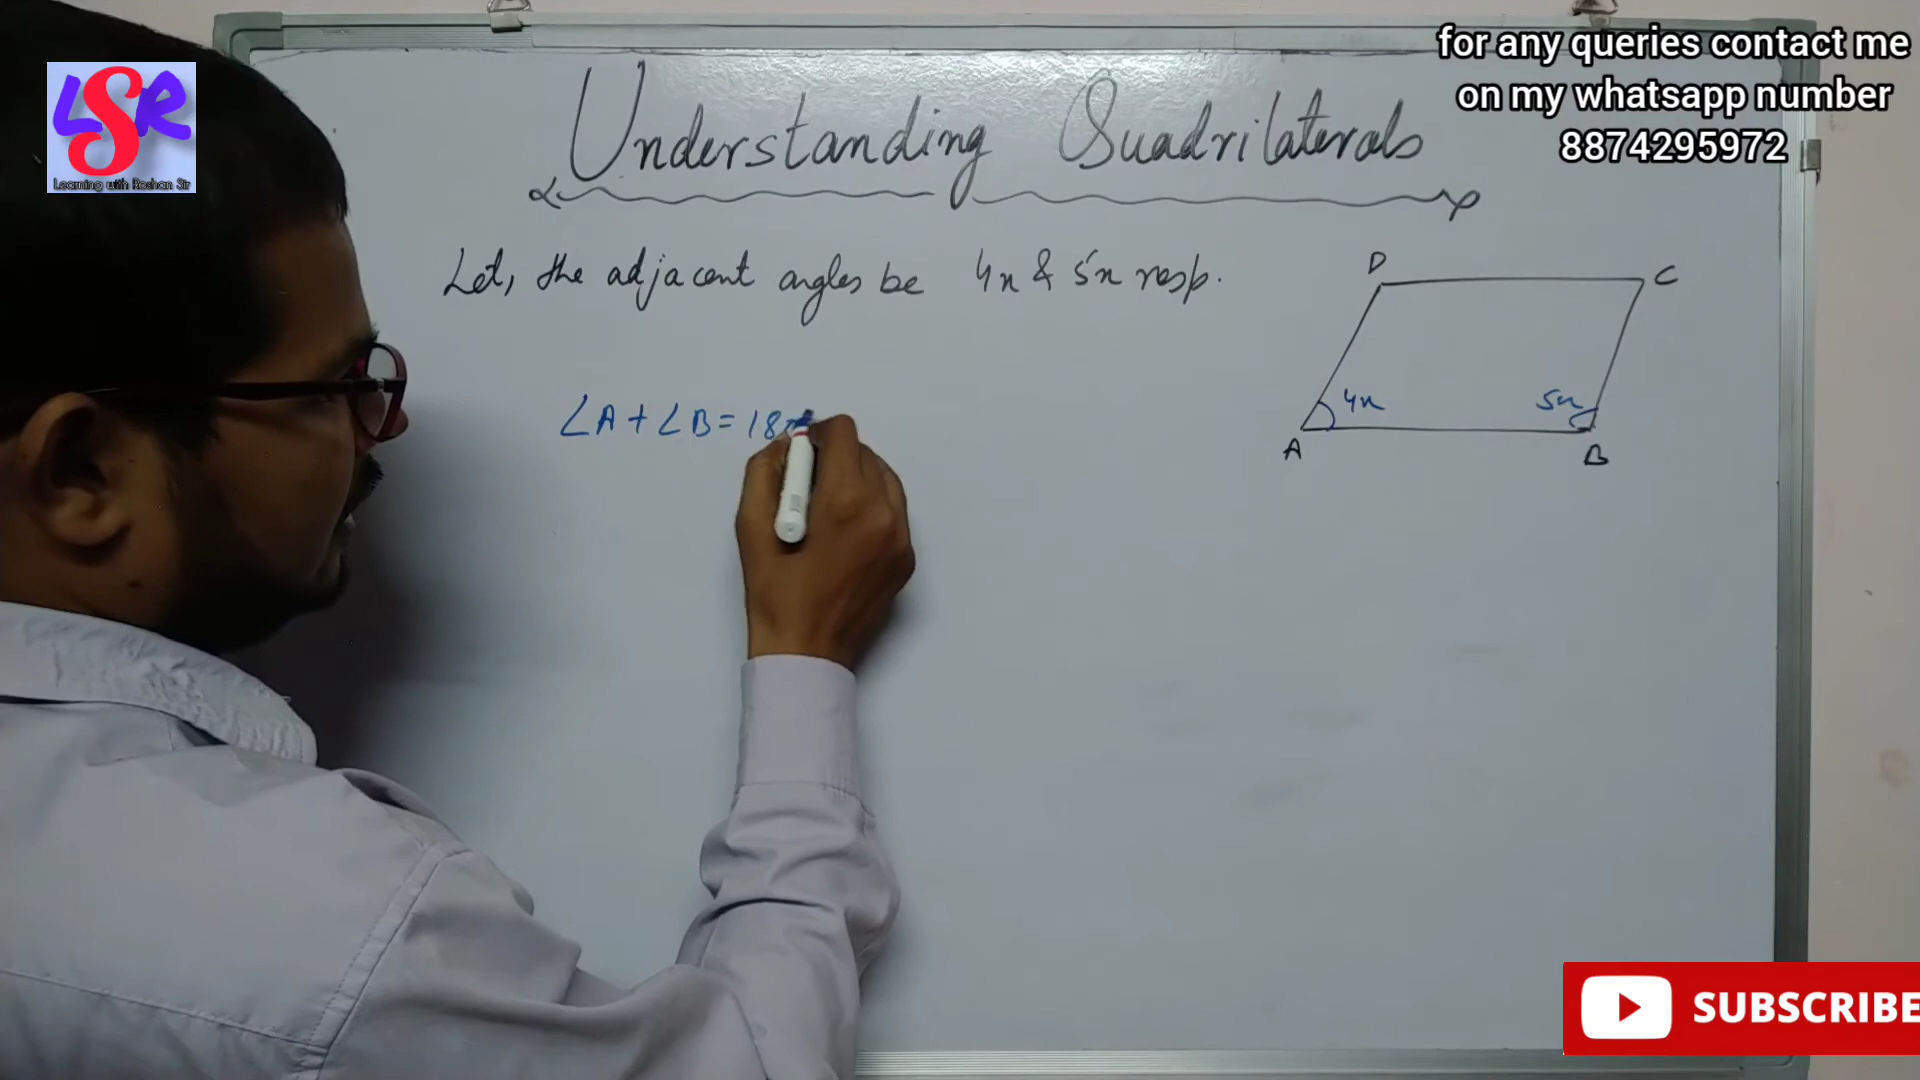 for any queries contact me
on my whatsapp number
8874295972
LSR
Learning with Roshan Sir
Understanding Quadrilaterals
Let, the adjacent angles be 4x & 5x resp.
D
C
4x
5x
A
B
∠A + ∠B = 18
SUBSCRIBE